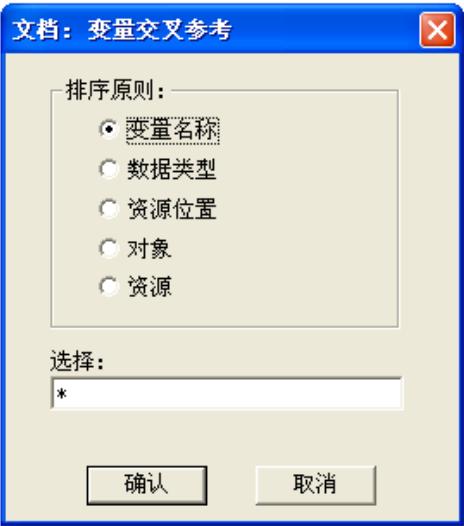 文档: 变量交叉参考
排序原则:
变量名称
数据类型
资源位置
对象
资源
选择:
*
确认
取消